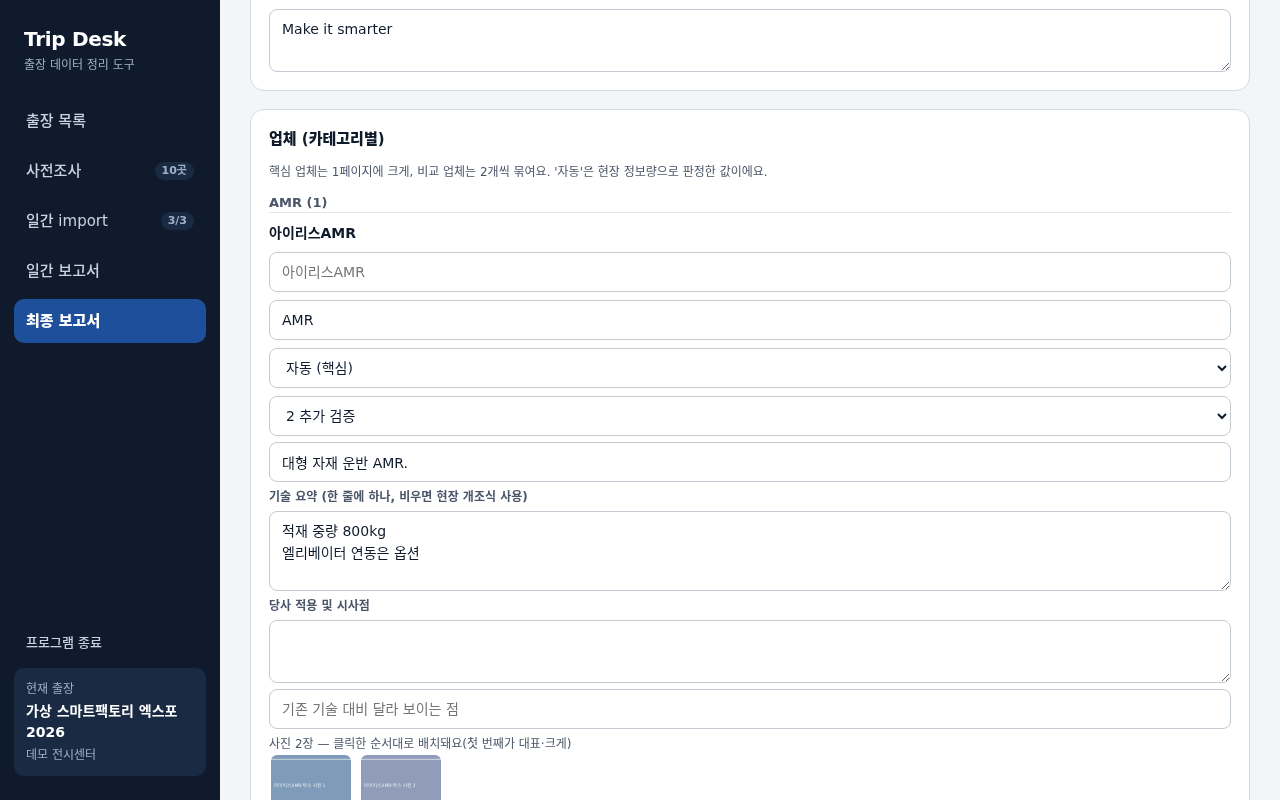 Trip Desk
출장 데이터 정리 도구
출장 목록
사전조사
10곳
일간 import
3/3
일간 보고서
최종 보고서
프로그램 종료
현재 출장
가상 스마트팩토리 엑스포
2026
데모 전시센터
Make it smarter
업체 (카테고리별)
핵심 업체는 1페이지에 크게, 비교 업체는 2개씩 묶여요. '자동'은 현장 정보량으로 판정한 값이에요.
AMR (1)
아이리스AMR
아이리스AMR
AMR
자동 (핵심)
2 추가 검증
대형 자재 운반 AMR.
기술 요약 (한 줄에 하나, 비우면 현장 개조식 사용)
적재 중량 800kg
엘리베이터 연동은 옵션
당사 적용 및 시사점
기존 기술 대비 달라 보이는 점
사진 2장 — 클릭한 순서대로 배치돼요(첫 번째가 대표·크게)